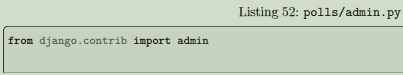 Listing 52: polls/admin.py
from django.contrib import admin